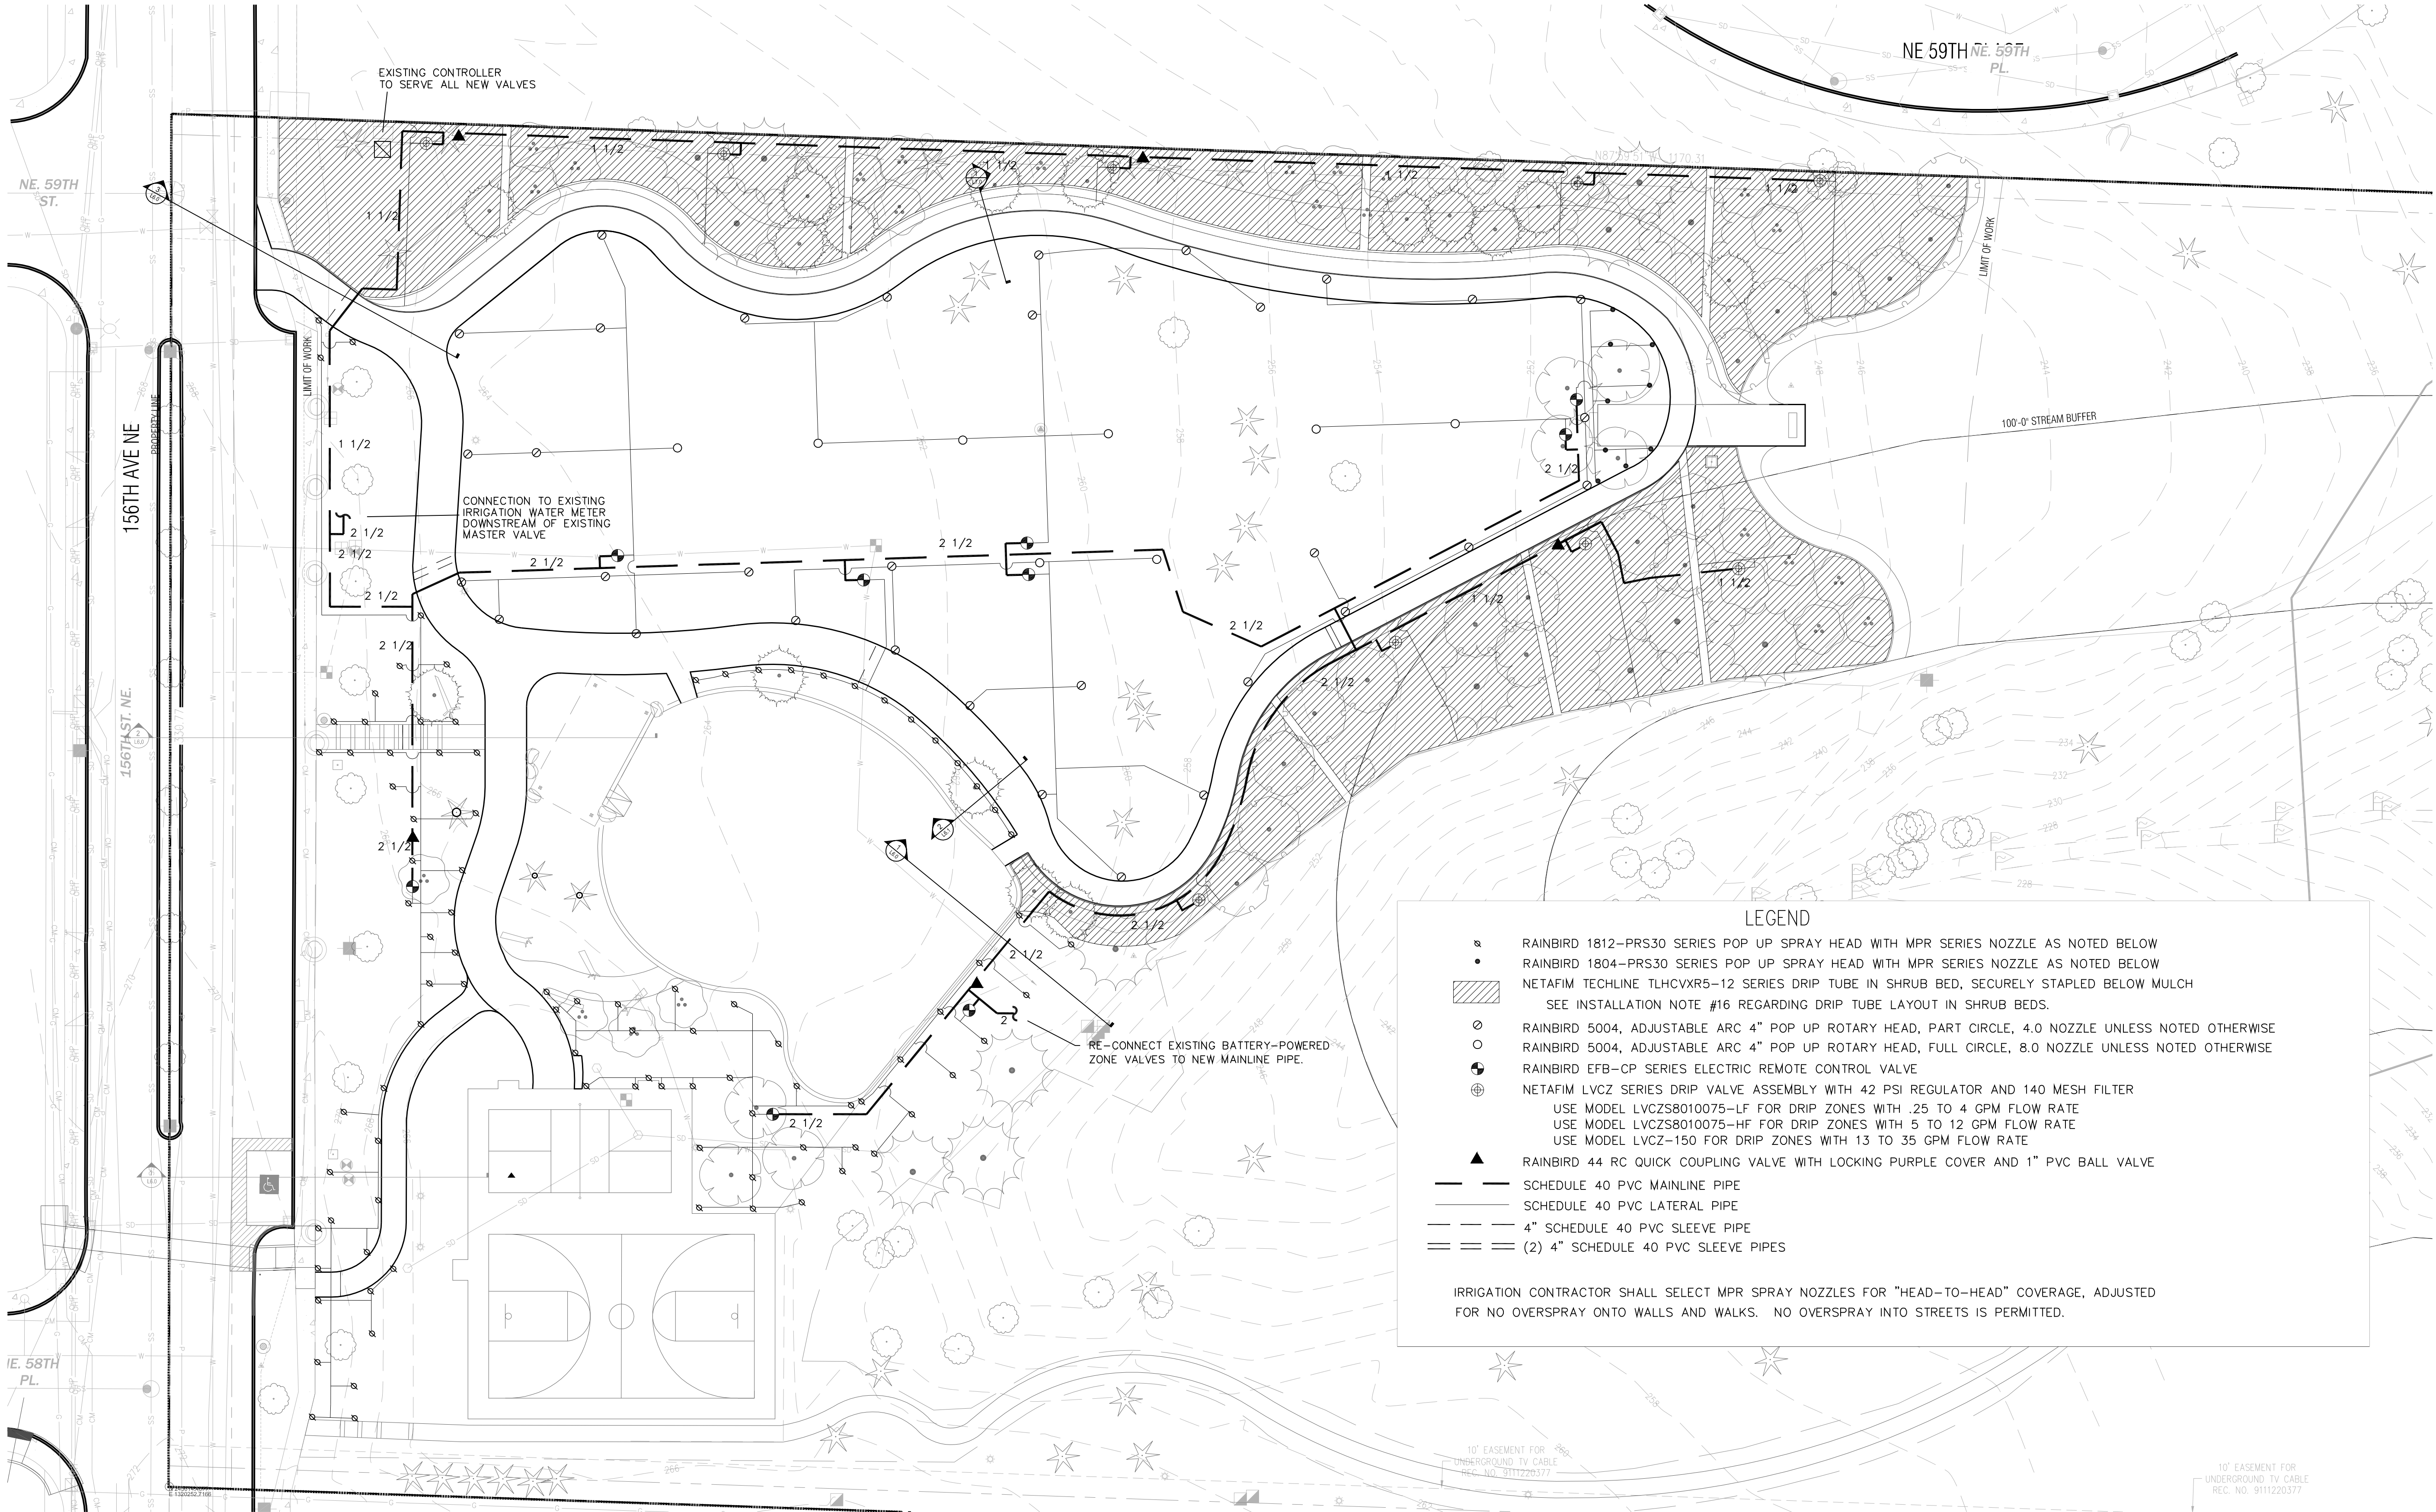 EXISTING CONTROLLER
TO SERVE ALL NEW VALVES
NE 59TH
NE. 59TH
PL.
NE. 59TH
ST.
1 1/2
1 1/2
1 1/2
1 1/2
1 1/2
LIMIT OF WORK
LIMIT OF WORK
PROPERTY LINE
156TH AVE NE
156TH ST. NE.
1 1/2
CONNECTION TO EXISTING
IRRIGATION WATER METER
DOWNSTREAM OF EXISTING
MASTER VALVE
100'-0" STREAM BUFFER
2 1/2
2 1/2
2 1/2
2 1/2
2 1/2
2 1/2
2 1/2
2 1/2
1 1/2
1 1/2
2 1/2
2 1/2
2 1/2
2 1/2
2 1/2
2
2 1/2
RE-CONNECT EXISTING BATTERY-POWERED
ZONE VALVES TO NEW MAINLINE PIPE.
LEGEND
RAINBIRD 1812-PRS30 SERIES POP UP SPRAY HEAD WITH MPR SERIES NOZZLE AS NOTED BELOW
RAINBIRD 1804-PRS30 SERIES POP UP SPRAY HEAD WITH MPR SERIES NOZZLE AS NOTED BELOW
NETAFIM TECHLINE TLHCVXR5-12 SERIES DRIP TUBE IN SHRUB BED, SECURELY STAPLED BELOW MULCH
SEE INSTALLATION NOTE #16 REGARDING DRIP TUBE LAYOUT IN SHRUB BEDS.
RAINBIRD 5004, ADJUSTABLE ARC 4" POP UP ROTARY HEAD, PART CIRCLE, 4.0 NOZZLE UNLESS NOTED OTHERWISE
RAINBIRD 5004, ADJUSTABLE ARC 4" POP UP ROTARY HEAD, FULL CIRCLE, 8.0 NOZZLE UNLESS NOTED OTHERWISE
RAINBIRD EFB-CP SERIES ELECTRIC REMOTE CONTROL VALVE
NETAFIM LVCZ SERIES DRIP VALVE ASSEMBLY WITH 42 PSI REGULATOR AND 140 MESH FILTER
USE MODEL LVCZS8010075-LF FOR DRIP ZONES WITH .25 TO 4 GPM FLOW RATE
USE MODEL LVCZS8010075-HF FOR DRIP ZONES WITH 5 TO 12 GPM FLOW RATE
USE MODEL LVCZ-150 FOR DRIP ZONES WITH 13 TO 35 GPM FLOW RATE
RAINBIRD 44 RC QUICK COUPLING VALVE WITH LOCKING PURPLE COVER AND 1" PVC BALL VALVE
SCHEDULE 40 PVC MAINLINE PIPE
SCHEDULE 40 PVC LATERAL PIPE
4" SCHEDULE 40 PVC SLEEVE PIPE
(2) 4" SCHEDULE 40 PVC SLEEVE PIPES
IRRIGATION CONTRACTOR SHALL SELECT MPR SPRAY NOZZLES FOR "HEAD-TO-HEAD" COVERAGE, ADJUSTED
FOR NO OVERSPRAY ONTO WALLS AND WALKS. NO OVERSPRAY INTO STREETS IS PERMITTED.
58TH
PL.
10' EASEMENT FOR
UNDERGROUND TV CABLE
REC. NO. 9111220377
10' EASEMENT FOR
UNDERGROUND TV CABLE
REC. NO. 9111220377